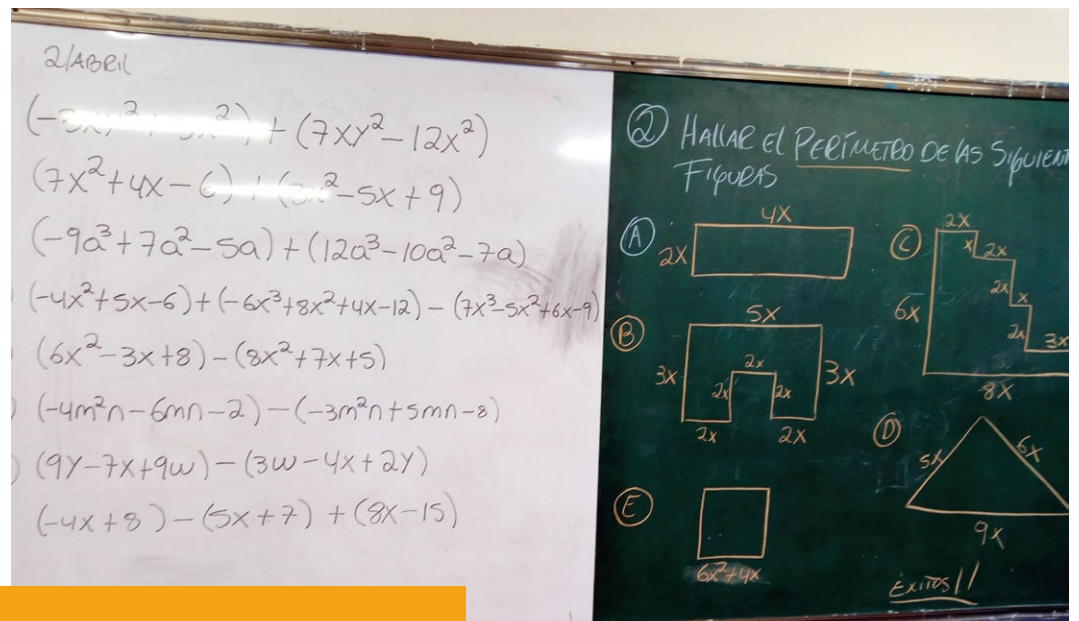 2/ABRIL
(-3xy² + 5x²) + (7xy² - 12x²)
(7x² + 4x - 6) + (3x² - 5x + 9)
(-9a³ + 7a² - 5a) + (12a³ - 10a² - 7a)
(-4x² + 5x - 6) + (-6x³ + 8x² + 4x - 12) - (7x³ - 5x² + 6x - 9)
(6x² - 3x + 8) - (8x² + 7x + 5)
(-4m²n - 6mn - 2) - (-3m²n + 5mn - 8)
(9Y - 7x + 9w) - (3w - 4x + 2Y)
(-4x + 8) - (5x + 7) + (8x - 15)
② HALLAR El PERÍMETRO DE lAS SIGUIENT
FIGURAS
A
4X
2X
B
5X
3X
2x
2x
2x
3X
2x
2X
C
2X
x
2x
2x
x
2x
3x
6x
8x
D
5x
6x
9x
E
6x²+4x
EXITOS//